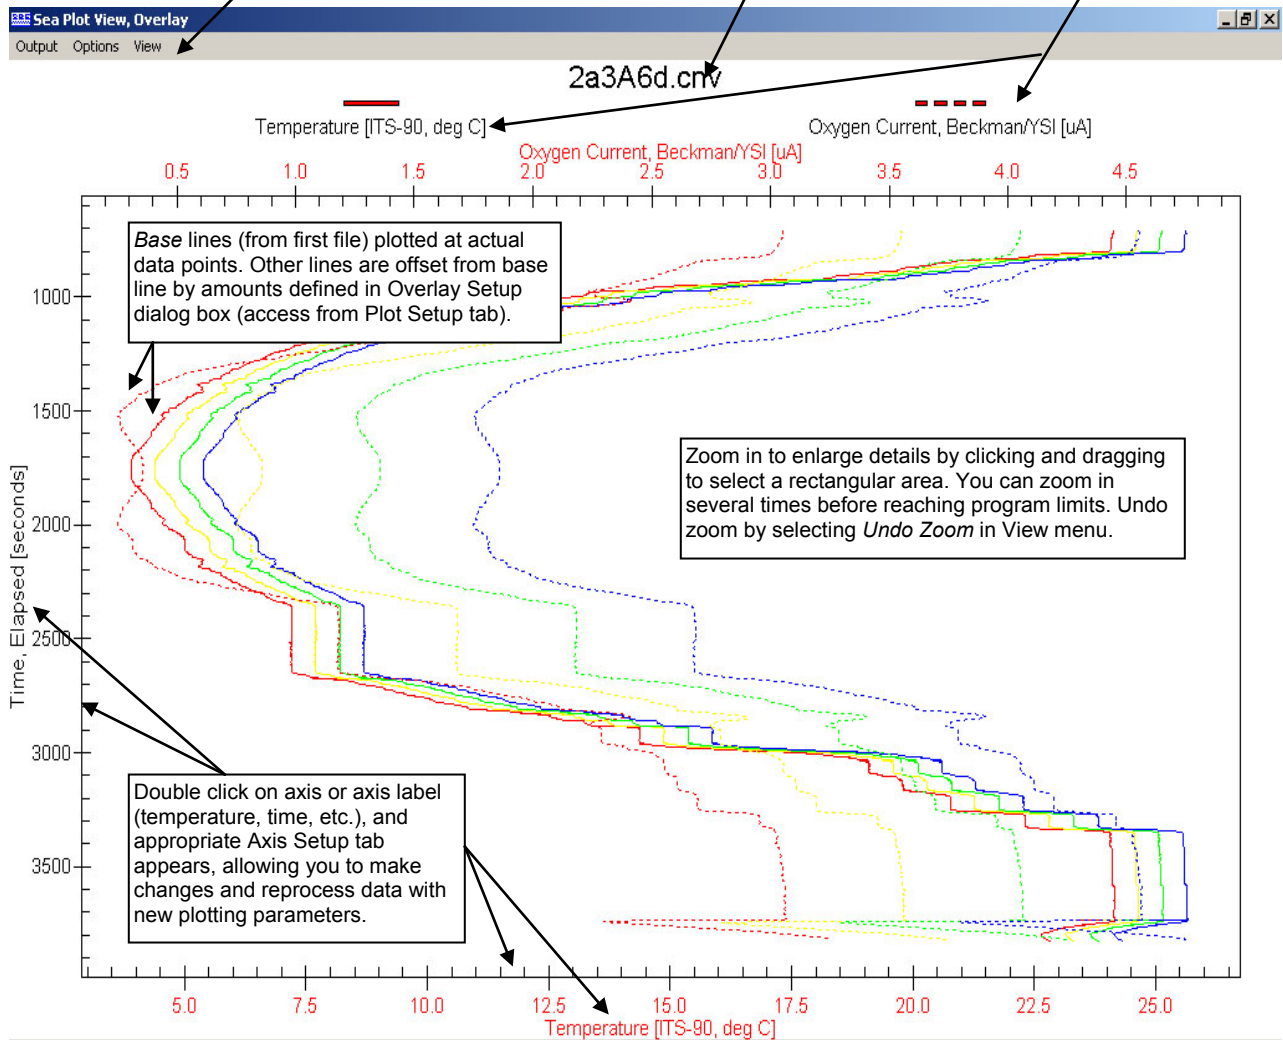 Sea Plot View, Overlay
Output Options View
2a3A6d.cnv
Temperature [ITS-90, deg C]
Oxygen Current, Beckman/YSI [uA]
Oxygen Current, Beckman/YSI [uA]
0.5 1.0 1.5 2.0 2.5 3.0 3.5 4.0 4.5
Base lines (from first file) plotted at actual
data points. Other lines are offset from base
line by amounts defined in Overlay Setup
dialog box (access from Plot Setup tab).
1000
1500
Zoom in to enlarge details by clicking and dragging
to select a rectangular area. You can zoom in
several times before reaching program limits. Undo
zoom by selecting Undo Zoom in View menu.
Time, Elapsed [seconds]
2000
2500
3000
Double click on axis or axis label
(temperature, time, etc.), and
appropriate Axis Setup tab
appears, allowing you to make
changes and reprocess data with
new plotting parameters.
3500
5.0 7.5 10.0 12.5 15.0 17.5 20.0 22.5 25.0
Temperature [ITS-90, deg C]